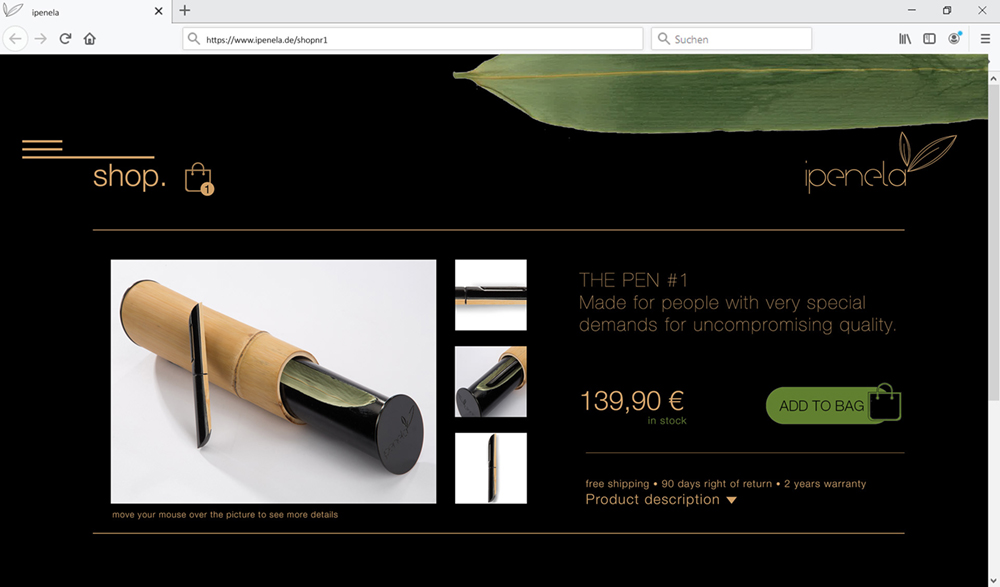 ipenela
https://www.ipenela.de/shopnr1
Suchen
shop.
1
ipenela
THE PEN #1
Made for people with very special
demands for uncompromising quality.
139,90 €
in stock
ADD TO BAG
free shipping • 90 days right of return • 2 years warranty
Product description
move your mouse over the picture to see more details